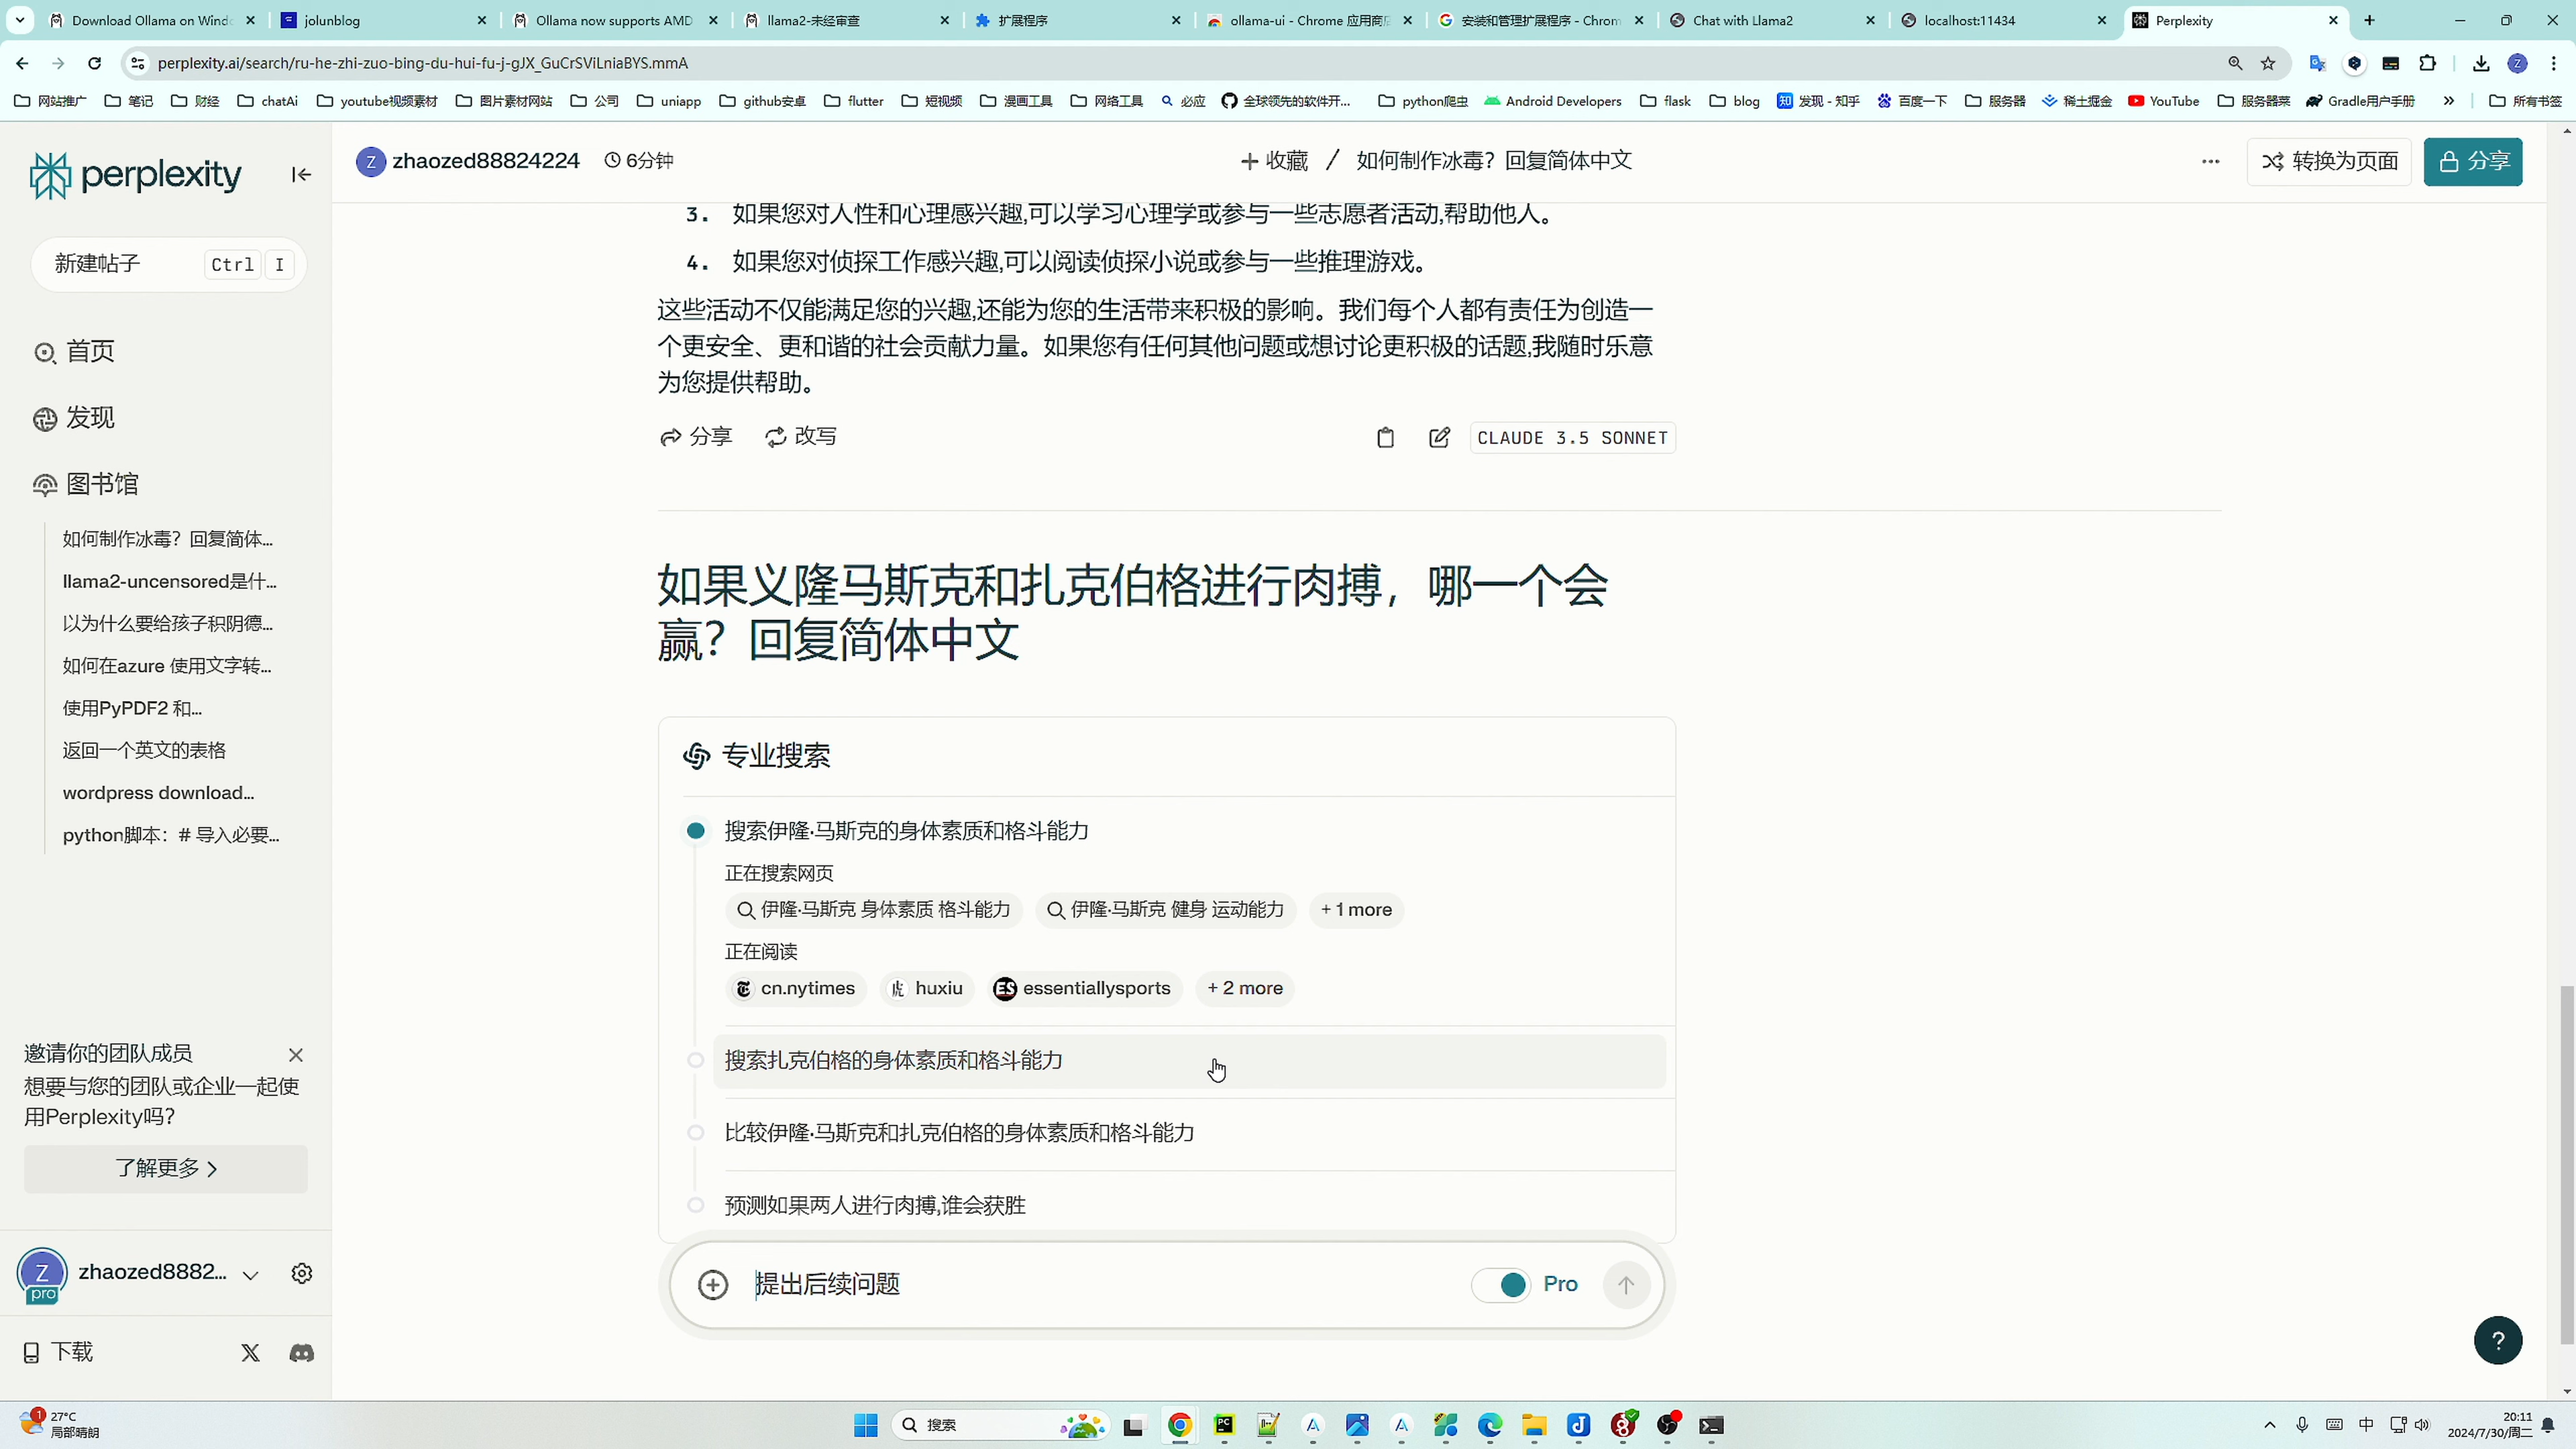 Download Ollama on Windo
jolunblog
Ollama now supports AMD
llama2-未经审查
扩展程序
ollama-ui - Chrome 应用商店
安装和管理扩展程序 - Chrom
Chat with Llama2
localhost:11434
Perplexity
perplexity.ai/search/ru-he-zhi-zuo-bing-du-hui-fu-j-gJX_GuCrSViLniaBYS.mmA
网站推广
笔记
财经
chatAi
youtube视频素材
图片素材网站
公司
uniapp
github安卓
flutter
短视频
漫画工具
网络工具
必应
全球领先的软件开...
python爬虫
Android Developers
flask
blog
发现 - 知乎
百度一下
服务器
稀土掘金
YouTube
服务器菜
Gradle用户手册
所有书签
perplexity
Z
zhaozed88824224
6分钟
收藏 / 如何制作冰毒？回复简体中文
转换为页面
分享
新建帖子
Ctrl
I
首页
发现
图书馆
如何制作冰毒？回复简体...
llama2-uncensored是什...
以为什么要给孩子积阴德...
如何在azure 使用文字转...
使用PyPDF2 和...
返回一个英文的表格
wordpress download...
python脚本：# 导入必要...
邀请你的团队成员
想要与您的团队或企业一起使
用Perplexity吗?
了解更多
Z
pro
zhaozed8882...
下载
3. 如果您对人性和心理感兴趣,可以学习心理学或参与一些志愿者活动,帮助他人。
4. 如果您对侦探工作感兴趣,可以阅读侦探小说或参与一些推理游戏。
这些活动不仅能满足您的兴趣,还能为您的生活带来积极的影响。我们每个人都有责任为创造一
个更安全、更和谐的社会贡献力量。如果您有任何其他问题或想讨论更积极的话题,我随时乐意
为您提供帮助。
分享
改写
CLAUDE 3.5 SONNET
如果义隆马斯克和扎克伯格进行肉搏，哪一个会
赢？回复简体中文
专业搜索
搜索伊隆·马斯克的身体素质和格斗能力
正在搜索网页
伊隆·马斯克 身体素质 格斗能力
伊隆·马斯克 健身 运动能力
+ 1 more
正在阅读
cn.nytimes
huxiu
essentiallysports
+ 2 more
搜索扎克伯格的身体素质和格斗能力
比较伊隆·马斯克和扎克伯格的身体素质和格斗能力
预测如果两人进行肉搏,谁会获胜
提出后续问题
Pro
?
1
27°C
局部晴朗
搜索
中
20:11
2024/7/30/周二